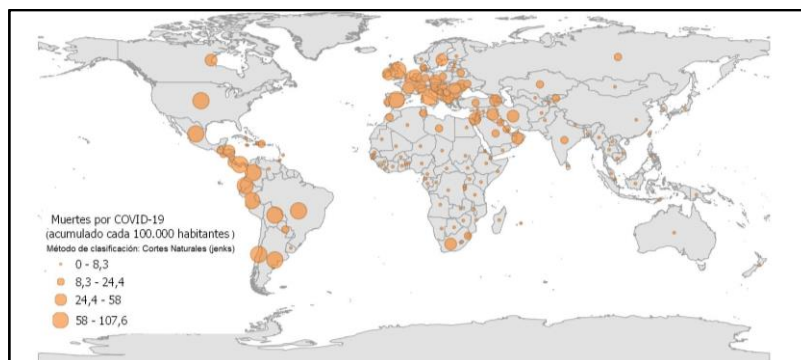 Muertes por COVID-19
(acumulado cada 100.000 habitantes)
Método de clasificación: Cortes Naturales (jenks)
0 - 8,3
8,3 - 24,4
24,4 - 58
58 - 107,6